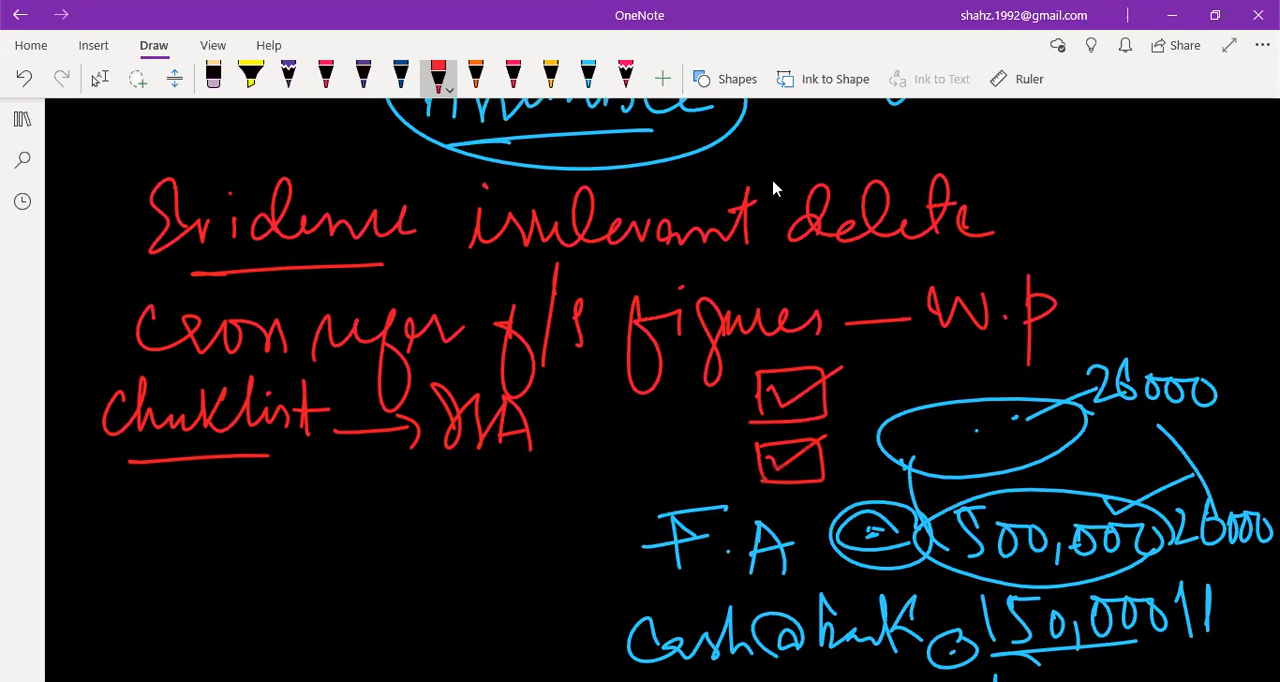 OneNote
shahz.1992@gmail.com
Home Insert Draw View Help
Share
Shapes Ink to Shape Ink to Text Ruler
Evidence irrelevant delete
cross refer f/s figures — W.P
checklist → ISA
26000
F.A = 500,000 26000
Cash @ bank 150,000 11